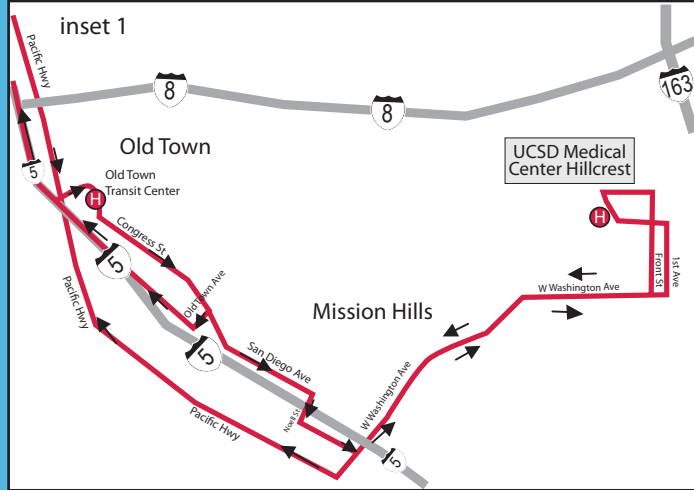 inset 1
Pacific Hwy
8
8
163
Old Town
5
Old Town
Transit Center
H
UCSD Medical
Center Hillcrest
H
Congress St
5
Old Town Ave
1st Ave
Front St
W Washington Ave
Pacific Hwy
Mission Hills
5
San Diego Ave
Noell St
W Washington Ave
Pacific Hwy
5